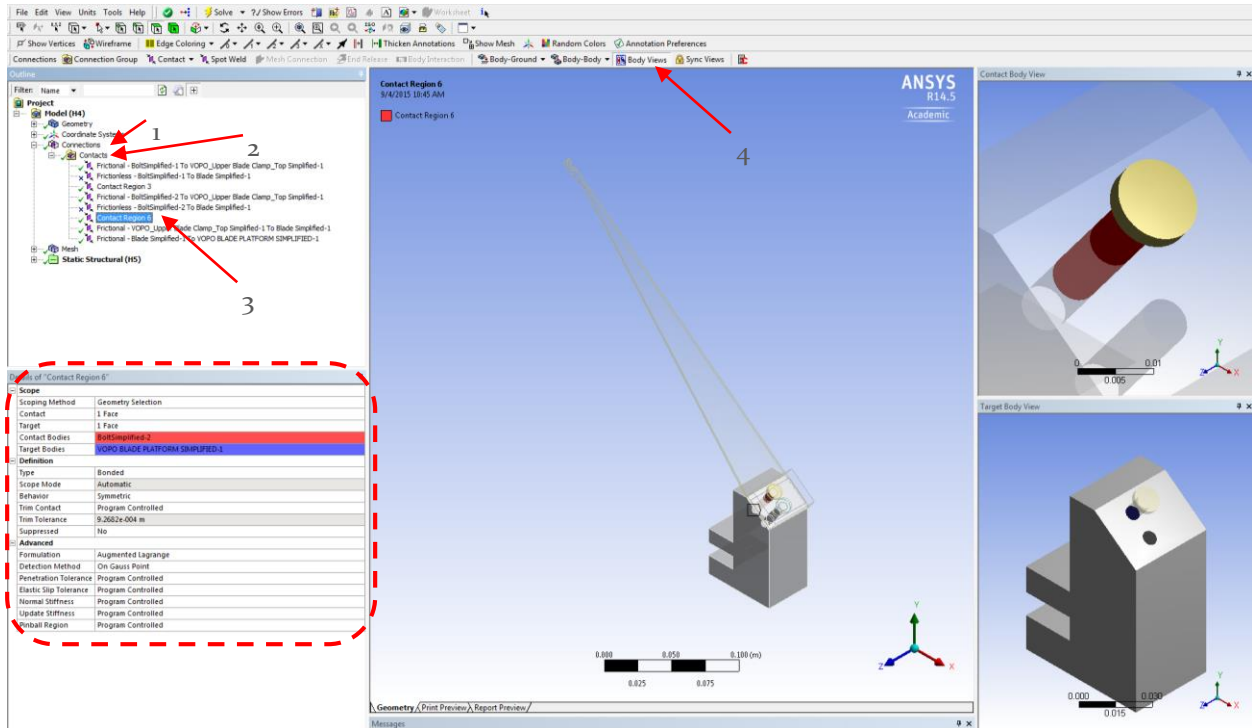 File Edit View Units Tools Help Solve ?/ Show Errors Worksheet
Show Vertices Wireframe Edge Coloring Thicken Annotations Show Mesh Random Colors Annotation Preferences
Connections Connection Group Contact Spot Weld Mesh Connection End Release Body Interaction Body-Ground Body-Body Body Views Sync Views
Outline
Filter: Name
Project
Model (H4)
Geometry
Coordinate Systems
Connections
Contacts
Frictional - BoltSimplified-1 To VOPO_Upper Blade Clamp_Top Simplified-1
Frictionless - BoltSimplified-1 To Blade Simplified-1
Contact Region 3
Frictional - BoltSimplified-2 To VOPO_Upper Blade Clamp_Top Simplified-1
Frictionless - BoltSimplified-2 To Blade Simplified-1
Contact Region 6
Frictional - VOPO_Upper Blade Clamp_Top Simplified-1 To Blade Simplified-1
Frictional - Blade Simplified-1 To VOPO BLADE PLATFORM SIMPLIFIED-1
Mesh
Static Structural (H5)
1
2
3
4
Details of "Contact Region 6"
Scope
Scoping Method Geometry Selection
Contact 1 Face
Target 1 Face
Contact Bodies BoltSimplified-2
Target Bodies VOPO BLADE PLATFORM SIMPLIFIED-1
Definition
Type Bonded
Scope Mode Automatic
Behavior Symmetric
Trim Contact Program Controlled
Trim Tolerance 9.2682e-004 m
Suppressed No
Advanced
Formulation Augmented Lagrange
Detection Method On Gauss Point
Penetration Tolerance Program Controlled
Elastic Slip Tolerance Program Controlled
Normal Stiffness Program Controlled
Update Stiffness Program Controlled
Pinball Region Program Controlled
Contact Region 6
9/4/2015 10:45 AM
Contact Region 6
ANSYS
R14.5
Academic
0.000 0.050 0.100 (m)
0.025 0.075
Y
Z X
Geometry Print Preview Report Preview
Messages
Contact Body View
0. 0.01
0.005
Y
Z X
Target Body View
0.000 0.030
0.015
Y
Z X